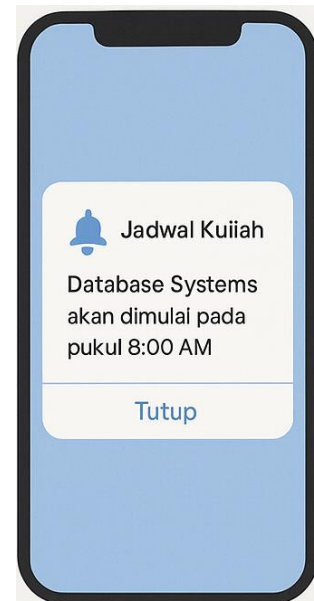 Jadwal Kuiiah
Database Systems
akan dimulai pada
pukul 8:00 AM
Tutup